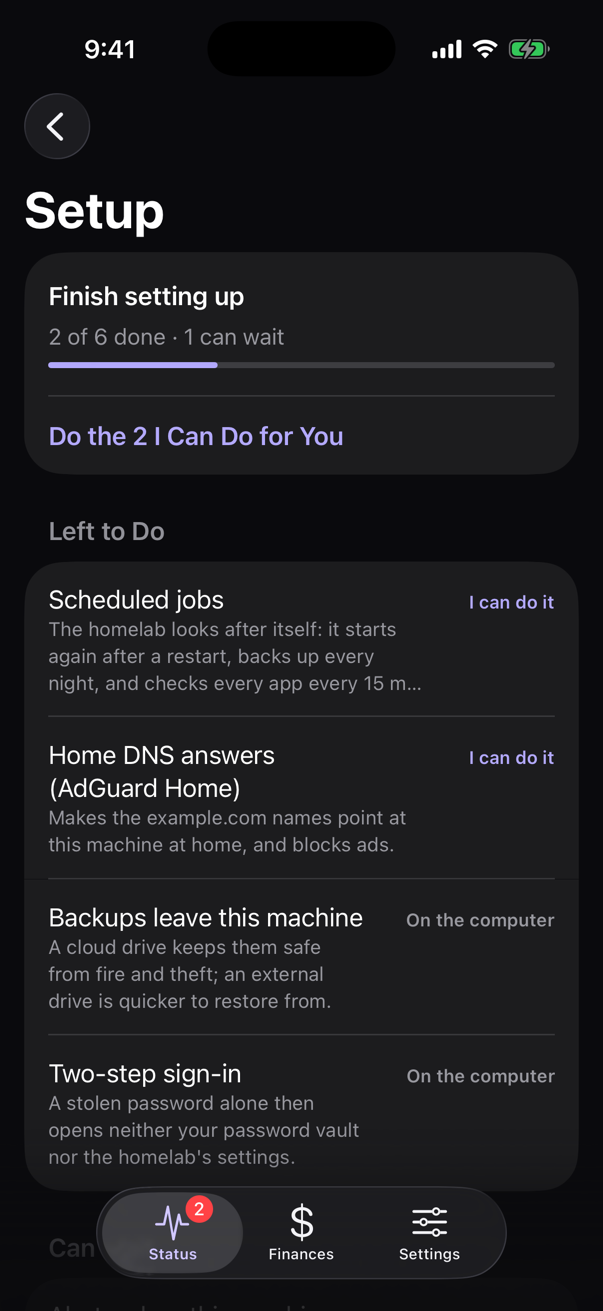 9:41
Setup
Finish setting up
2 of 6 done · 1 can wait
Do the 2 I Can Do for You
Left to Do
Scheduled jobs
I can do it
The homelab looks after itself: it starts
again after a restart, backs up every
night, and checks every app every 15 m...
Home DNS answers
(AdGuard Home)
I can do it
Makes the example.com names point at
this machine at home, and blocks ads.
Backups leave this machine
On the computer
A cloud drive keeps them safe
from fire and theft; an external
drive is quicker to restore from.
Two-step sign-in
On the computer
A stolen password alone then
opens neither your password vault
nor the homelab's settings.
Can
2
Status
Finances
Settings